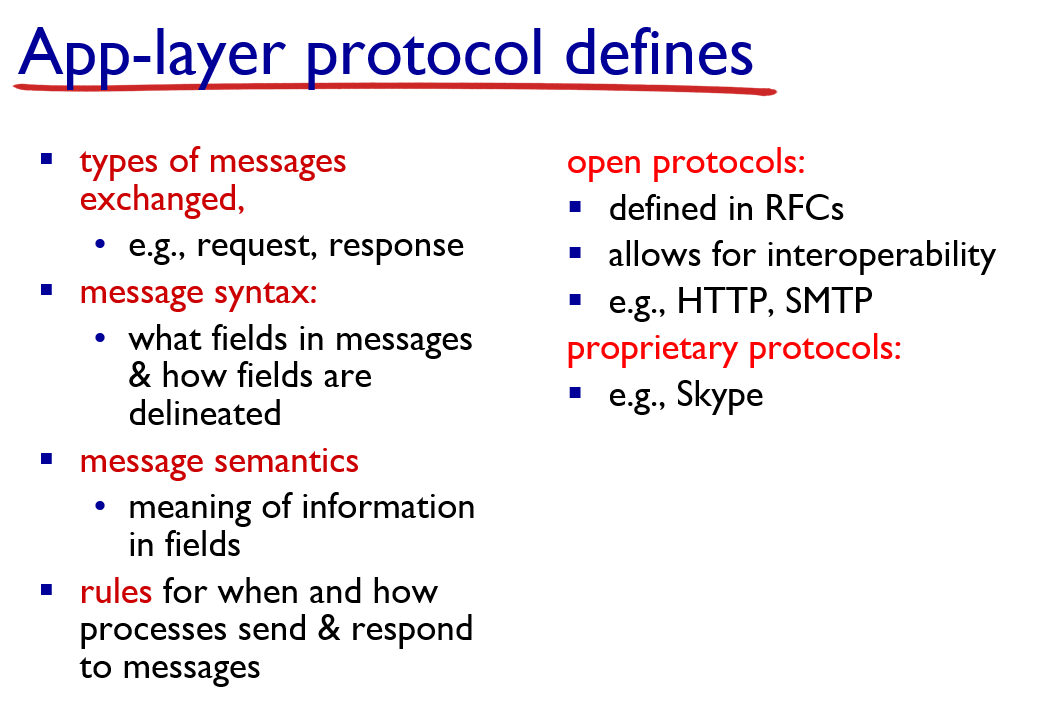 App-layer protocol defines
▪ types of messages
exchanged,
• e.g., request, response
▪ message syntax:
• what fields in messages
& how fields are
delineated
▪ message semantics
• meaning of information
in fields
▪ rules for when and how
processes send & respond
to messages
open protocols:
▪ defined in RFCs
▪ allows for interoperability
▪ e.g., HTTP, SMTP
proprietary protocols:
▪ e.g., Skype